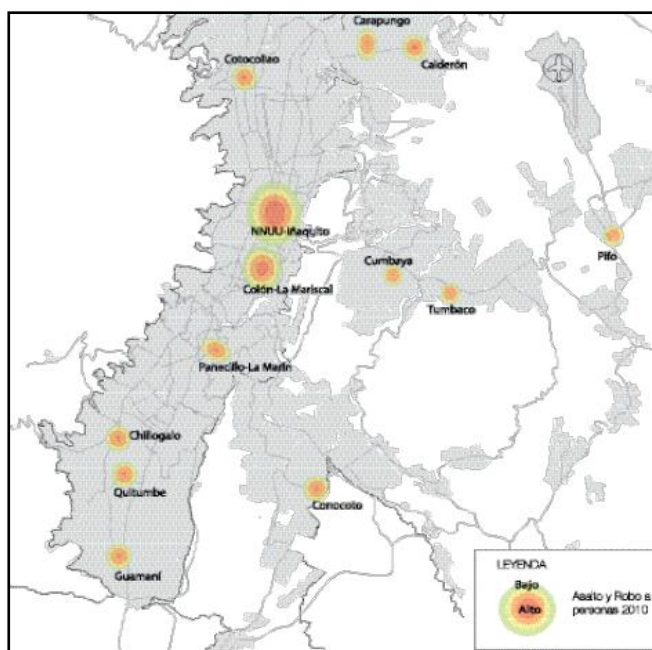 Carapungo
Calderón
Cotocollao
NNUU-Iñaquito
Cumbaya
Pifo
Colón-La Mariscal
Tumbaco
Panecillo-La Marín
Chillogalo
Quitumbe
Conocoto
Guamaní
LEYENDA
Bajo
Alto
Asalto y Robo a
personas 2010